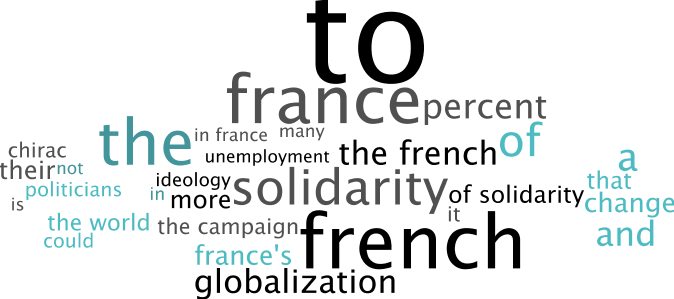 to
france percent
the in france many of
chirac unemployment the french a
their not ideology solidarity that
politicians in more of solidarity change
is it
the world the campaign french and
could
france's
globalization